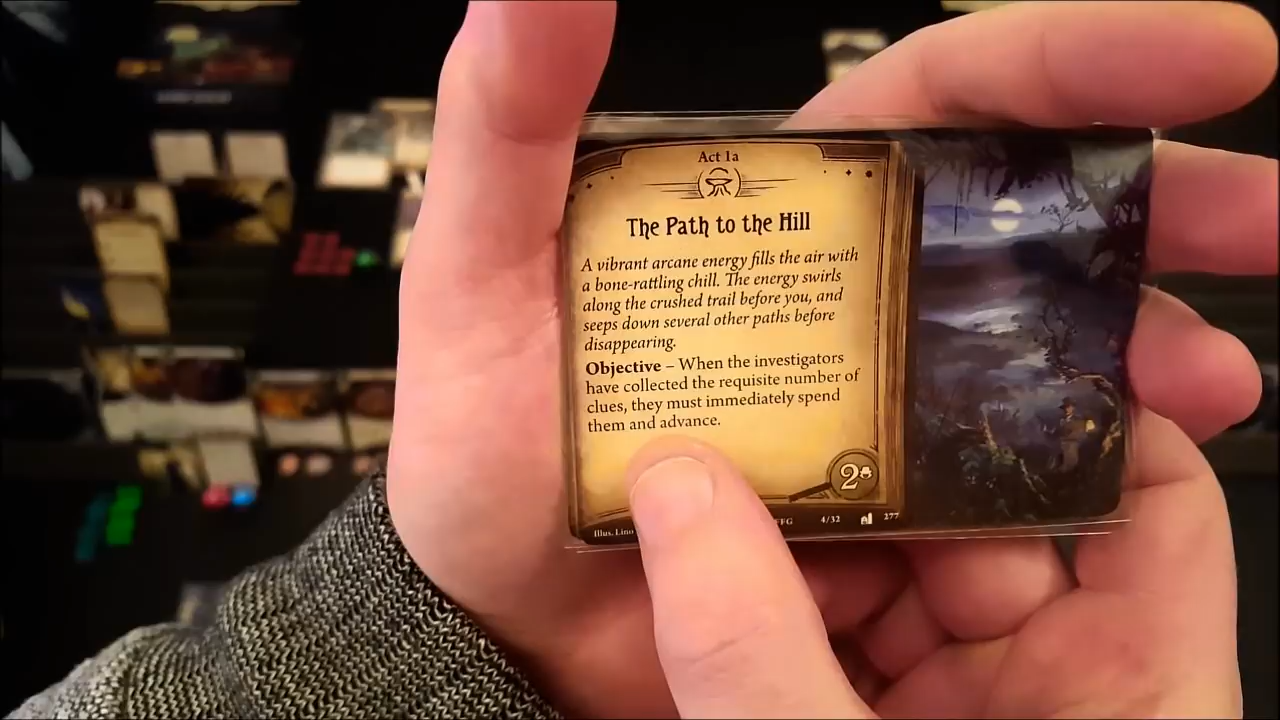 Act 1a
The Path to the Hill
A vibrant arcane energy fills the air with
a bone-rattling chill. The energy swirls
along the crushed trail before you, and
seeps down several other paths before
disappearing.
Objective – When the investigators
have collected the requisite number of
clues, they must immediately spend
them and advance.
2
Illus. Lino
FFG 4/32 277